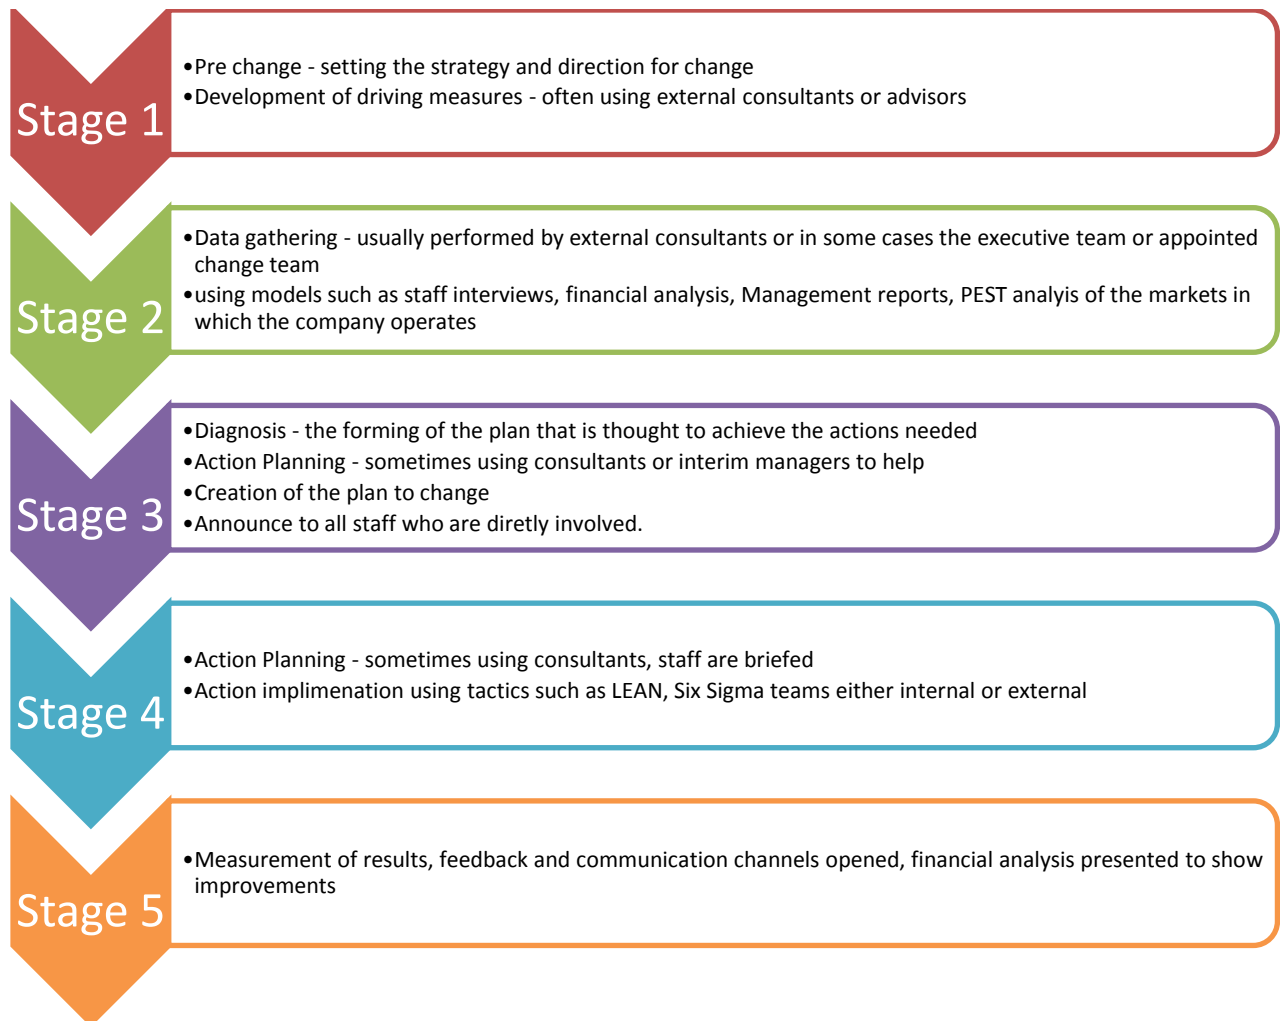 Stage 1
•Pre change - setting the strategy and direction for change
•Development of driving measures - often using external consultants or advisors
Stage 2
•Data gathering - usually performed by external consultants or in some cases the executive team or appointed
change team
•using models such as staff interviews, financial analysis, Management reports, PEST analyis of the markets in
which the company operates
Stage 3
•Diagnosis - the forming of the plan that is thought to achieve the actions needed
•Action Planning - sometimes using consultants or interim managers to help
•Creation of the plan to change
•Announce to all staff who are diretly involved.
Stage 4
•Action Planning - sometimes using consultants, staff are briefed
•Action implimenation using tactics such as LEAN, Six Sigma teams either internal or external
Stage 5
•Measurement of results, feedback and communication channels opened, financial analysis presented to show
improvements